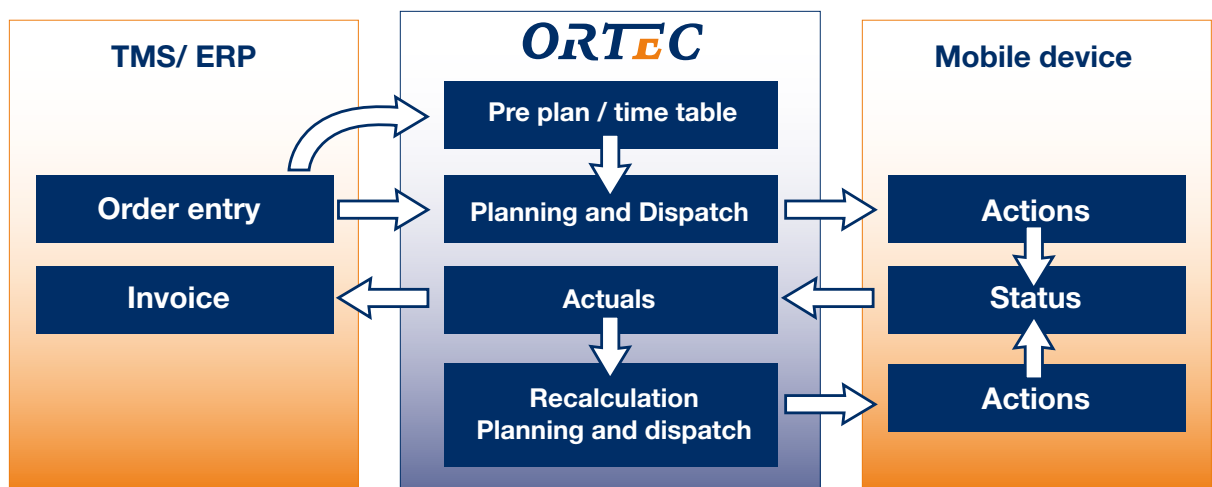 TMS/ ERP
Order entry
Invoice
ORTEC
Pre plan / time table
Planning and Dispatch
Actuals
Recalculation
Planning and dispatch
Mobile device
Actions
Status
Actions